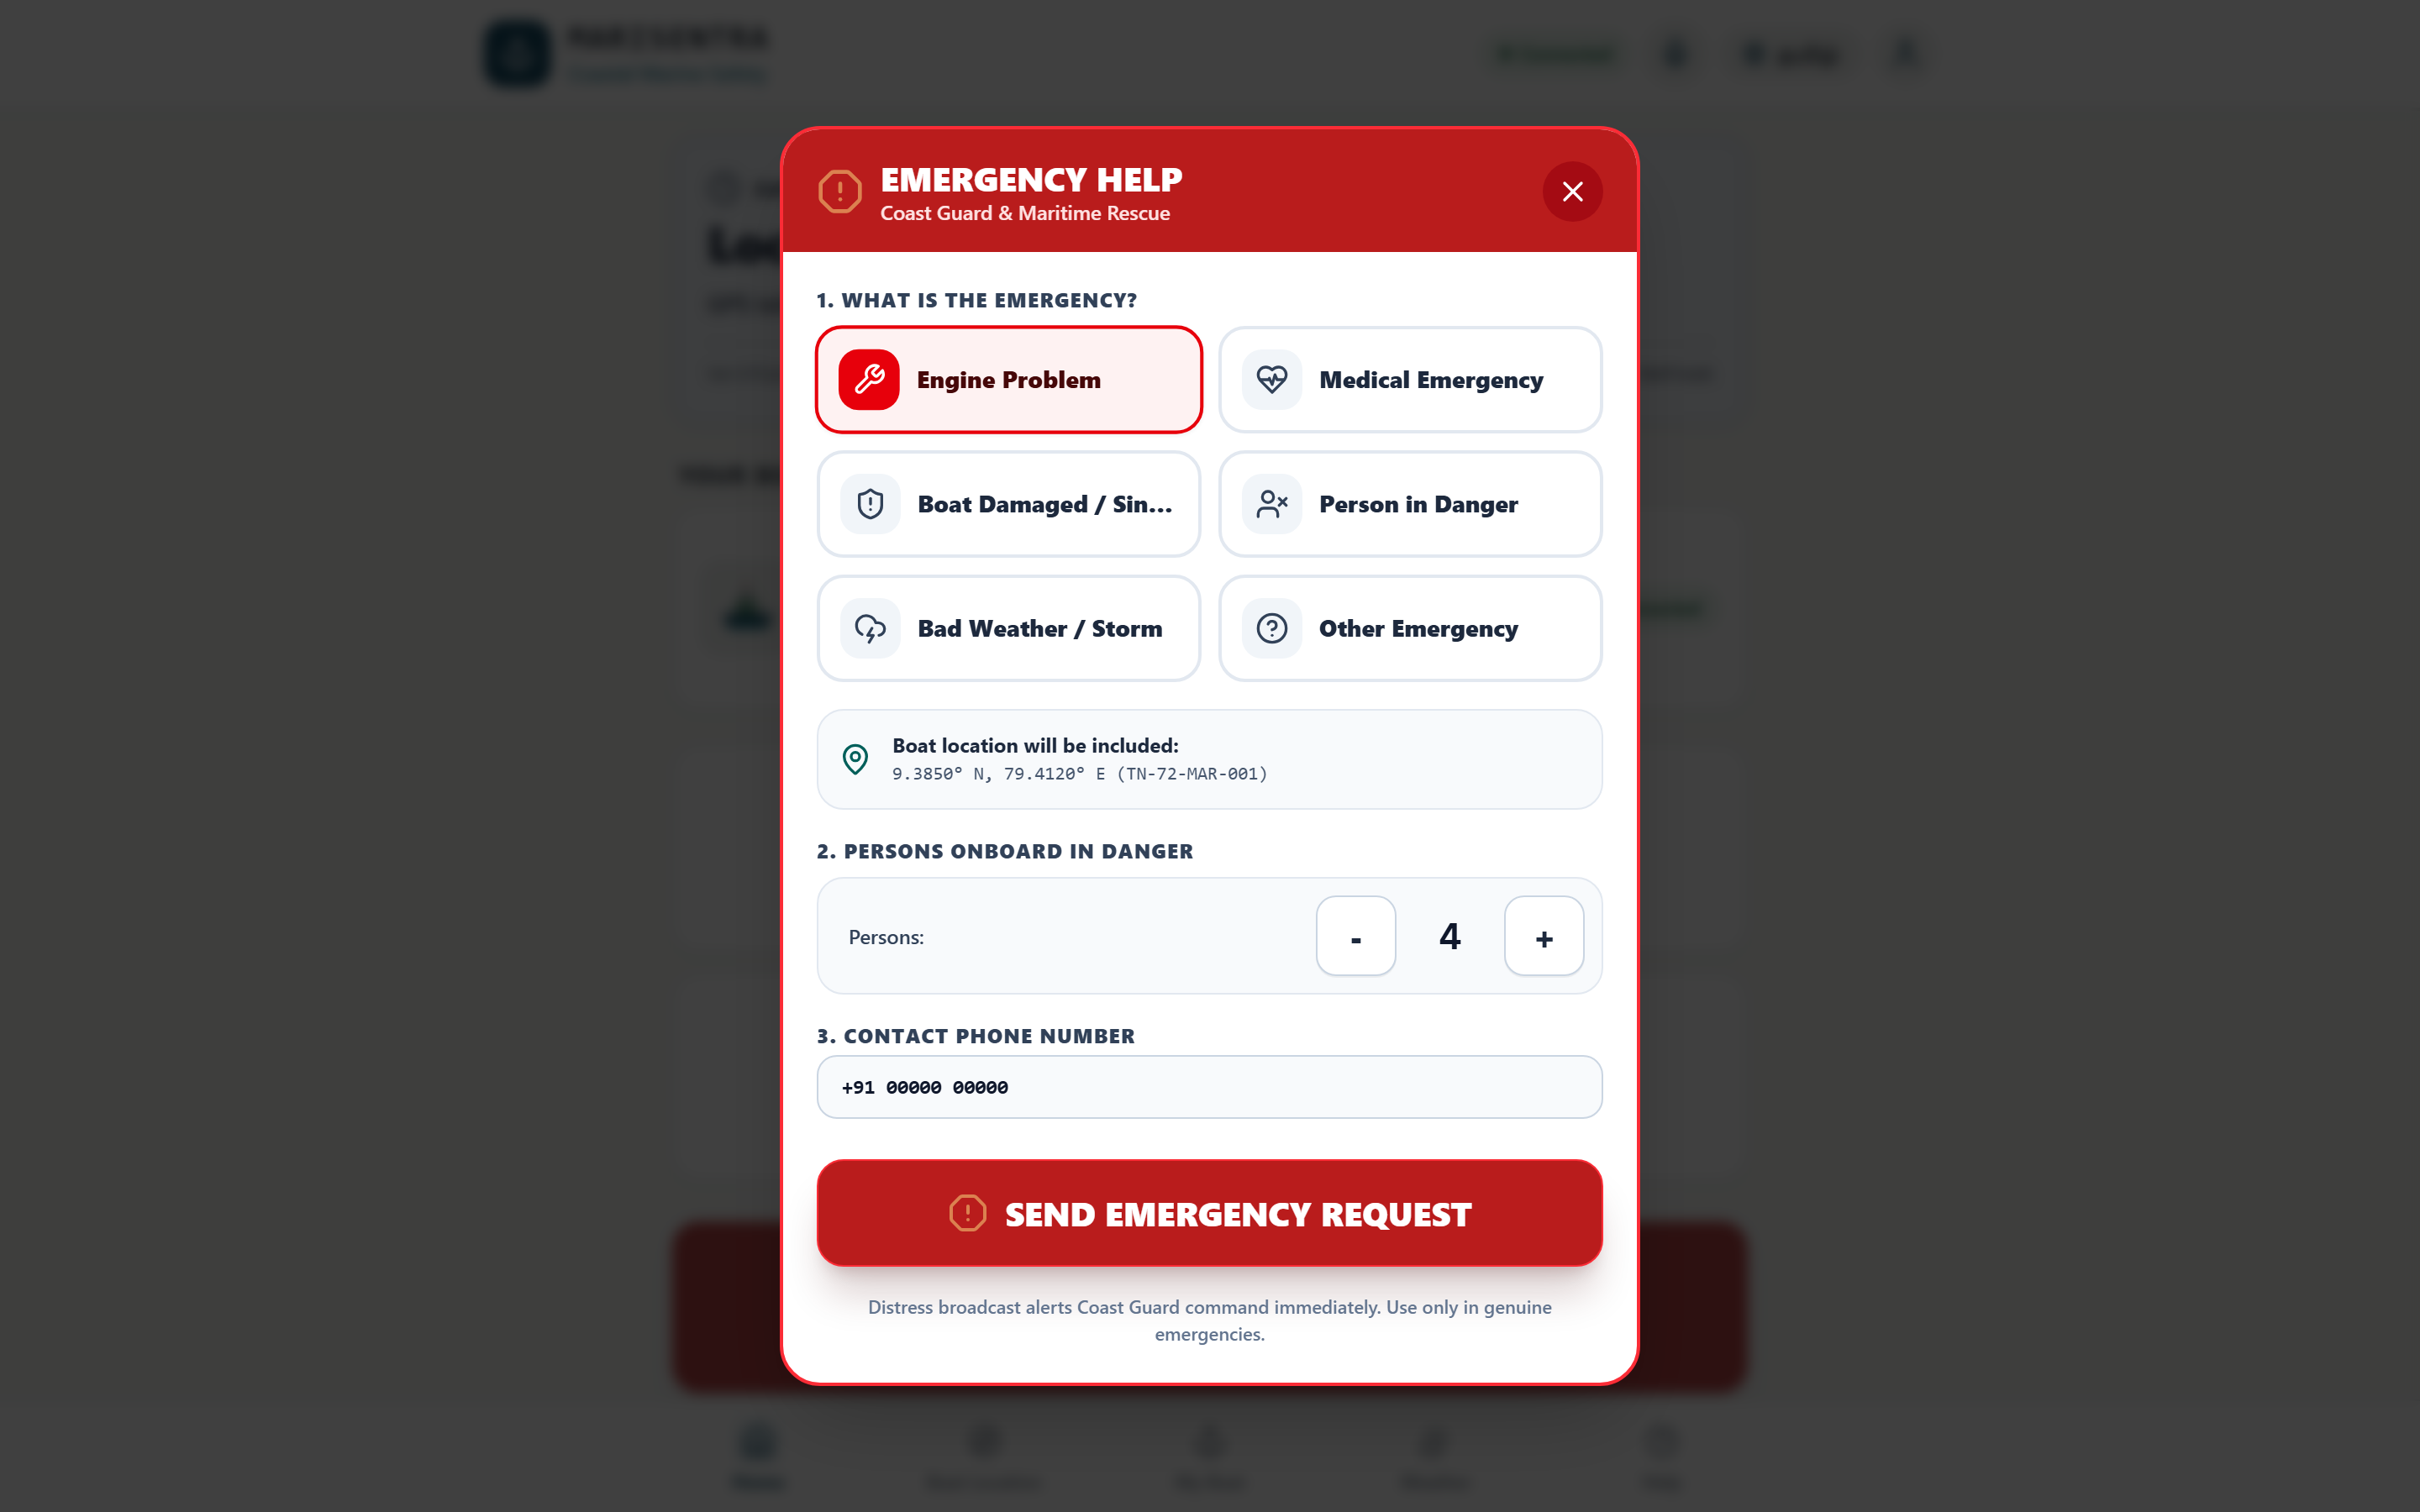 MARISENTRA
EMERGENCY HELP
Coast Guard & Maritime Rescue
1. WHAT IS THE EMERGENCY?
Engine Problem
Medical Emergency
Boat Damaged / Sin...
Person in Danger
Bad Weather / Storm
Other Emergency
Boat location will be included:
9.3850° N, 79.4120° E (TN-72-MAR-001)
2. PERSONS ONBOARD IN DANGER
Persons:
-
4
+
3. CONTACT PHONE NUMBER
+91 00000 00000
SEND EMERGENCY REQUEST
Distress broadcast alerts Coast Guard command immediately. Use only in genuine
emergencies.